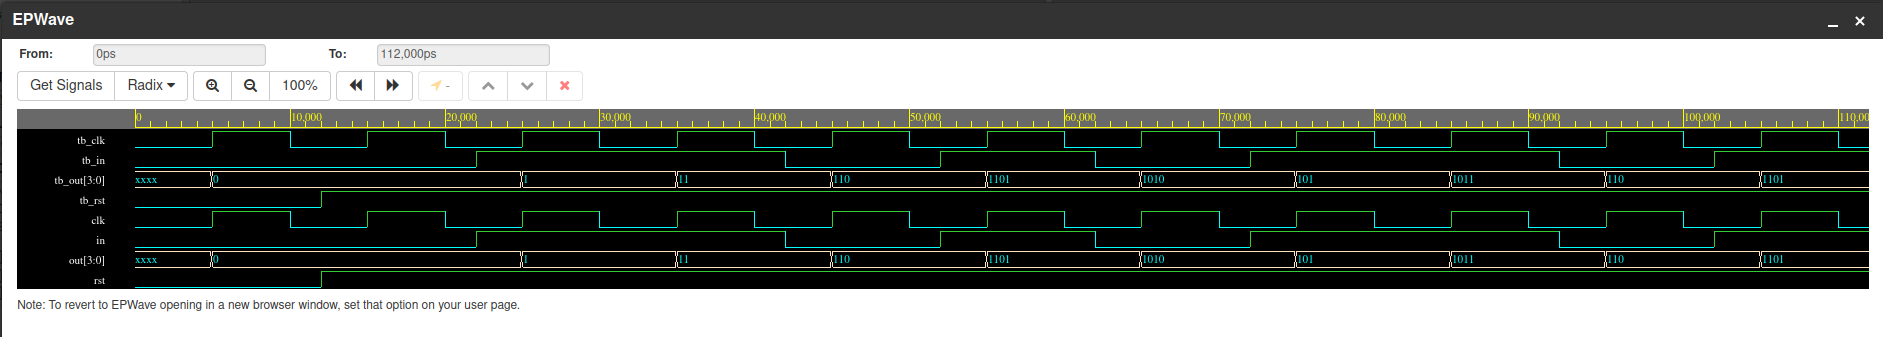 EPWave
From: 0ps To: 112,000ps
Get Signals Radix 100% -
0 10,000 20,000 30,000 40,000 50,000 60,000 70,000 80,000 90,000 100,000 110,00
tb_clk
tb_in
tb_out[3:0] xxxx 0 1 11 110 1101 1010 101 1011 110 1101
tb_rst
clk
in
out[3:0] xxxx 0 1 11 110 1101 1010 101 1011 110 1101
rst
Note: To revert to EPWave opening in a new browser window, set that option on your user page.